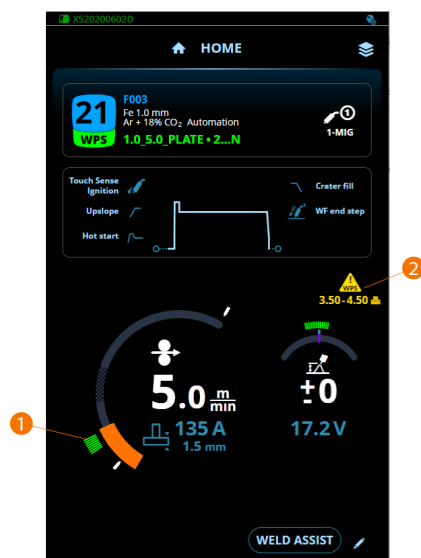 X520200602D
HOME
21
WPS
F003
Fe 1.0 mm
Ar + 18% CO₂ Automation
1.0_5.0_PLATE • 2...N
1
1-MIG
Touch Sense
Ignition
Upslope
Hot start
Crater fill
WF end step
2
WPS
3.50-4.50
5.0 m/min
135 A
1.5 mm
±0
17.2 V
1
WELD ASSIST